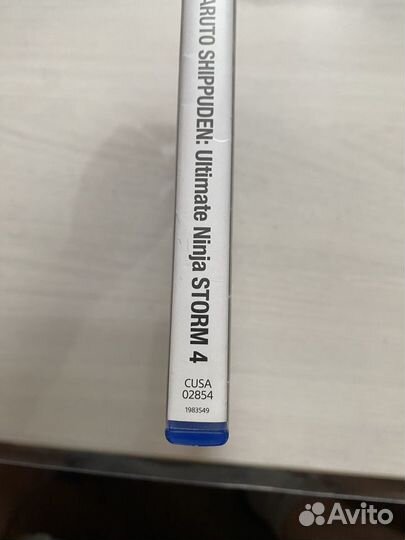 ARUTO SHIPPUDEN: Ultimate Ninja STORM 4
CUSA
02854
1983549
Avito